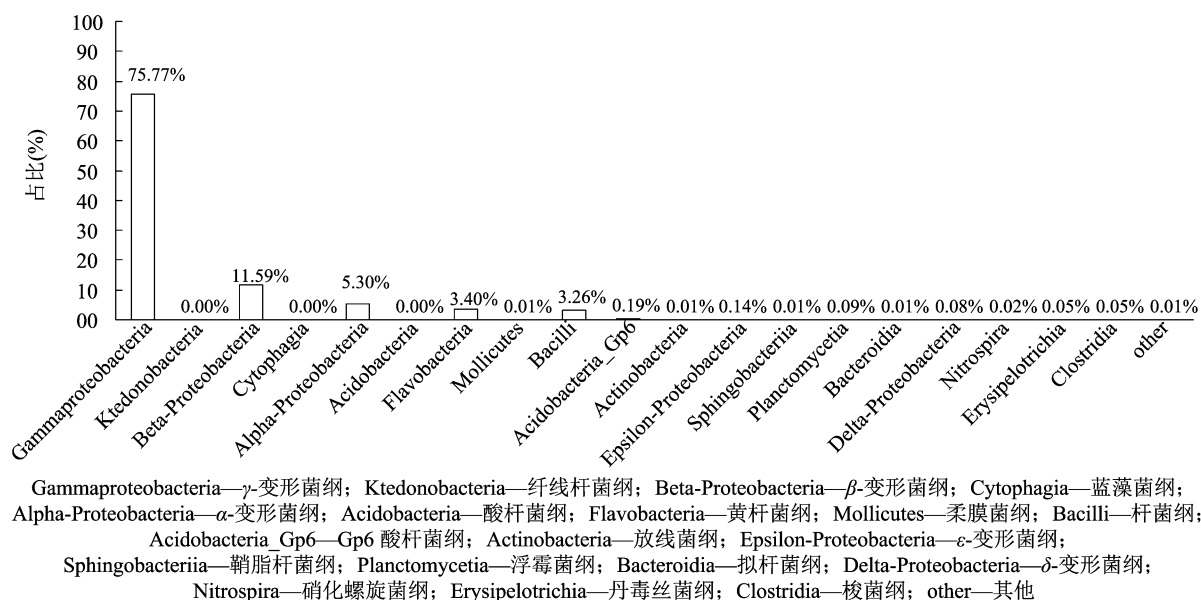 100
90
80
70
60
50
40
30
20
10
00
占比(%)
75.77%
0.00%
11.59%
0.00%
5.30%
0.00%
3.40%
0.01%
3.26%
0.19%
0.01%
0.14%
0.01%
0.09%
0.01%
0.08%
0.02%
0.05%
0.05%
0.01%
Gammaproteobacteria
Ktedonobacteria
Beta-Proteobacteria
Cytophagia
Alpha-Proteobacteria
Acidobacteria
Flavobacteria
Mollicutes
Bacilli
Acidobacteria_Gp6
Actinobacteria
Epsilon-Proteobacteria
Sphingobacteriia
Planctomycetia
Bacteroidia
Delta-Proteobacteria
Nitrospira
Erysipelotrichia
Clostridia
other
Gammaproteobacteria—γ-变形菌纲；Ktedonobacteria—纤线杆菌纲；Beta-Proteobacteria—β-变形菌纲；Cytophagia—蓝藻菌纲；
Alpha-Proteobacteria—α-变形菌纲；Acidobacteria—酸杆菌纲；Flavobacteria—黄杆菌纲；Mollicutes—柔膜菌纲；Bacilli—杆菌纲；
Acidobacteria_Gp6—Gp6 酸杆菌纲；Actinobacteria—放线菌纲；Epsilon-Proteobacteria—ε-变形菌纲；
Sphingobacteriia—鞘脂杆菌纲；Planctomycetia—浮霉菌纲；Bacteroidia—拟杆菌纲；Delta-Proteobacteria—δ-变形菌纲；
Nitrospira—硝化螺旋菌纲；Erysipelotrichia—丹毒丝菌纲；Clostridia—梭菌纲；other—其他